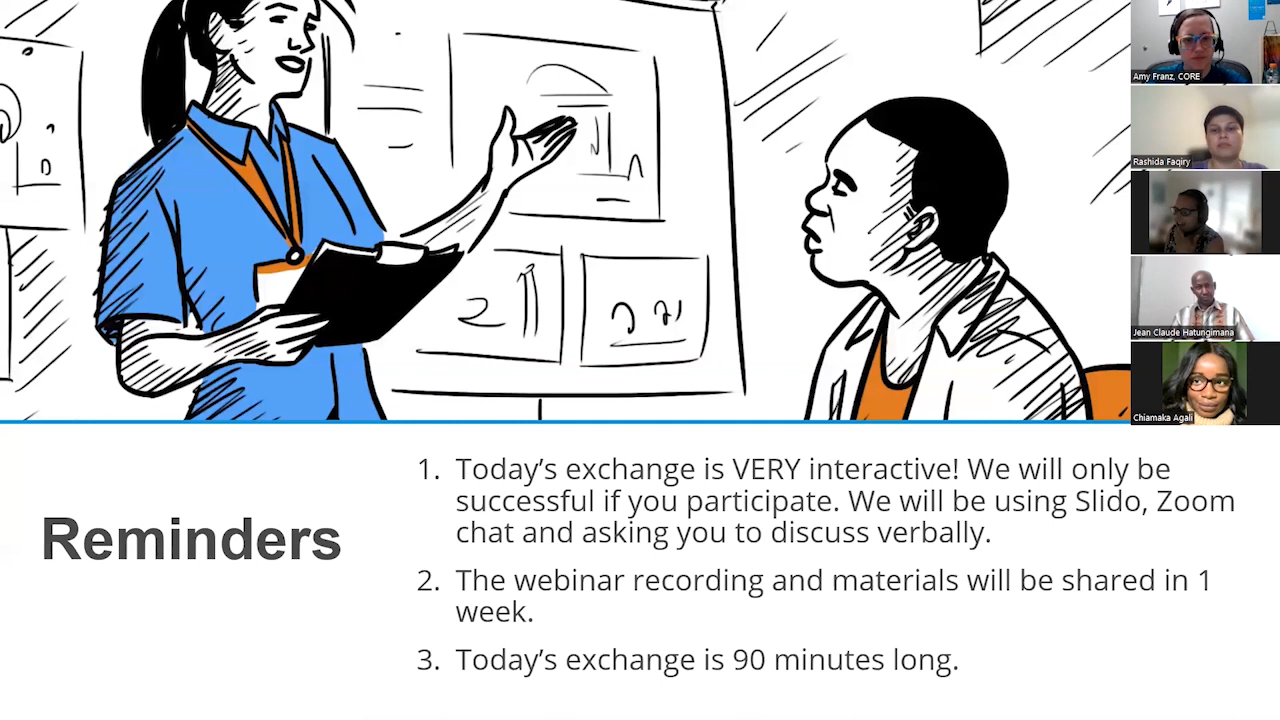 Amy Franz, CORE
Rashida Faqiry
Jean Claude Hatungimana
Chiamaka Agali
Reminders
1. Today's exchange is VERY interactive! We will only be
successful if you participate. We will be using Slido, Zoom
chat and asking you to discuss verbally.
2. The webinar recording and materials will be shared in 1
week.
3. Today's exchange is 90 minutes long.